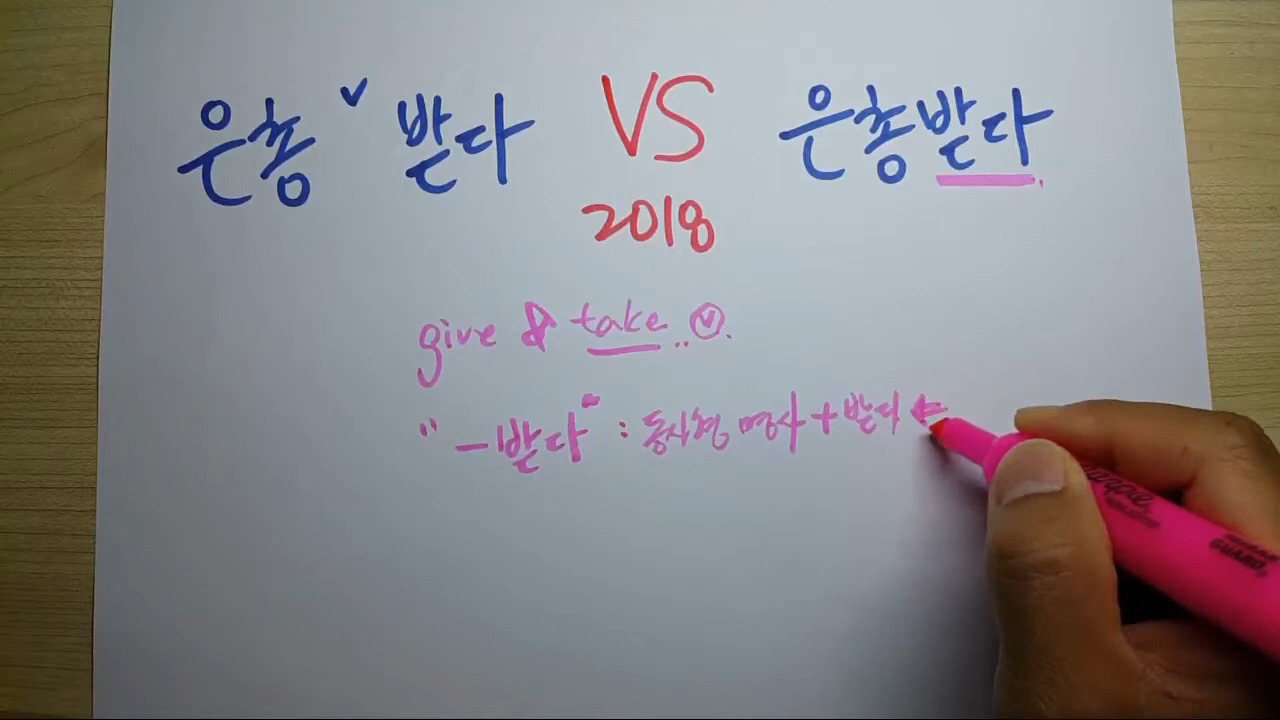 은총 ˅ 받다 VS 은총받다
2018
give & take..
"-받다" : 동사형 명사 + 받다 ←
Sharpie